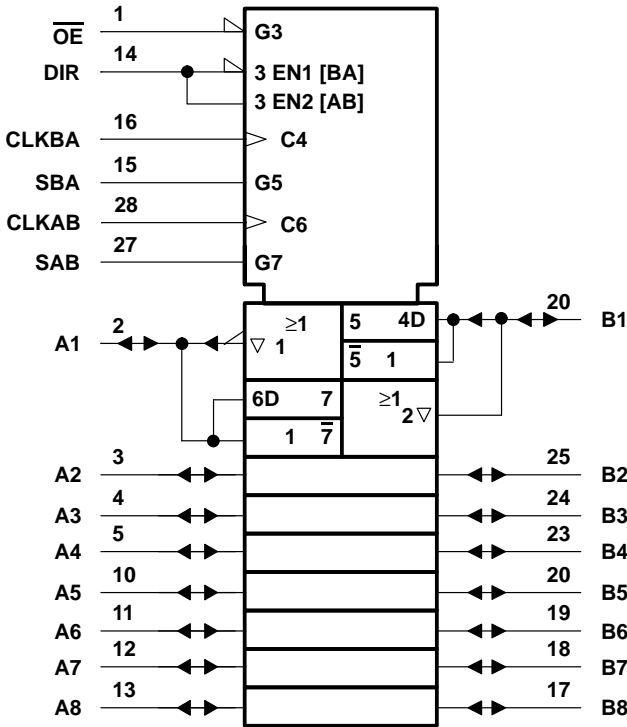 O̅E̅ 1 G3
DIR 14 3 EN1 [BA]
3 EN2 [AB]
CLKBA 16 C4
SBA 15 G5
CLKAB 28 C6
SAB 27 G7
A1 2 ≥1 ▽ 1 5 4D 20 B1
5̅ 1
6D 7 ≥1 2 ▽
1 7̅
A2 3 25 B2
A3 4 24 B3
A4 5 23 B4
A5 10 20 B5
A6 11 19 B6
A7 12 18 B7
A8 13 17 B8